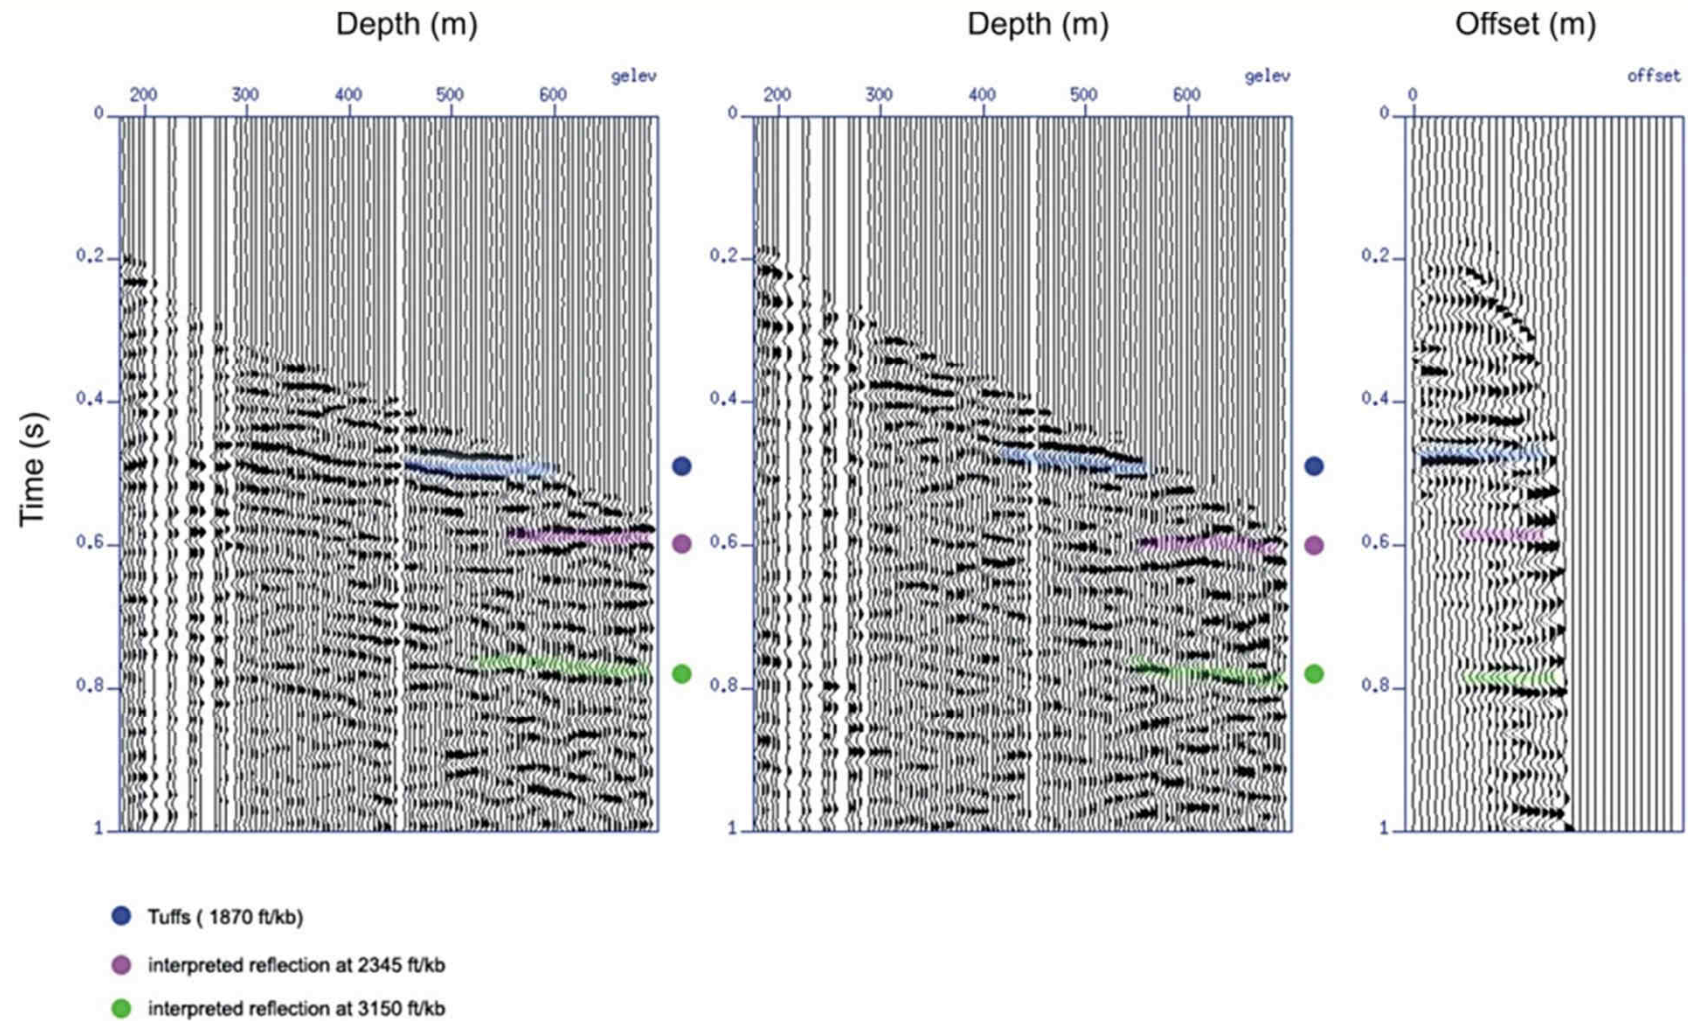 Depth (m) Depth (m) Offset (m)
gelev gelev offset
200 300 400 500 600 200 300 400 500 600 0
0 0 0
0.2 0.2 0.2
0.4 0.4 0.4
Time (s)
0.6 0.6 0.6
0.8 0.8 0.8
1 1 1
Tuffs ( 1870 ft/kb)
interpreted reflection at 2345 ft/kb
interpreted reflection at 3150 ft/kb